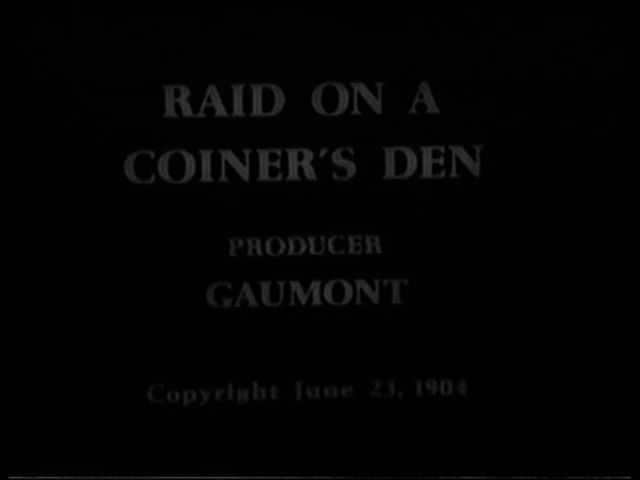 RAID ON A
COINER'S DEN
PRODUCER
GAUMONT
Copyright June 23, 1904